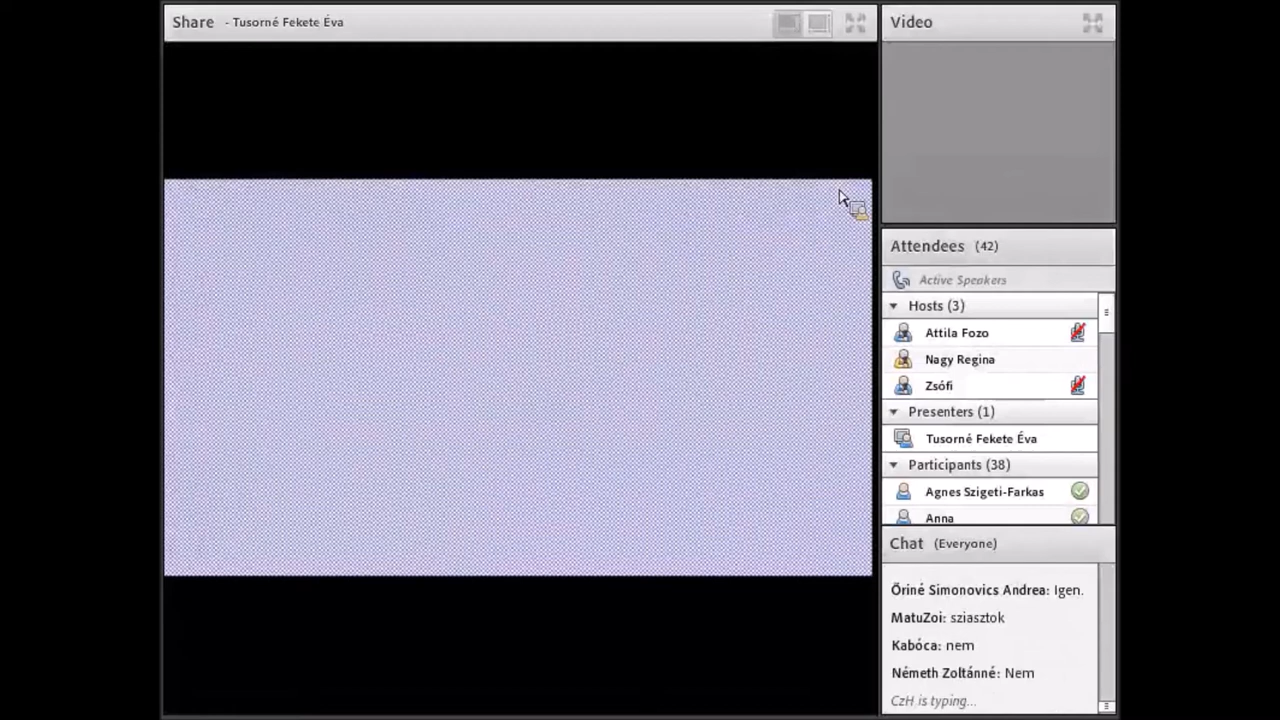 Share - Tusorné Fekete Éva
Video
Attendees (42)
Active Speakers
Hosts (3)
Attila Fozo
Nagy Regina
Zsófi
Presenters (1)
Tusorné Fekete Éva
Participants (38)
Agnes Szigeti-Farkas
Anna
Chat (Everyone)
Õriné Simonovics Andrea: Igen.
MatuZoi: sziasztok
Kabóca: nem
Németh Zoltánné: Nem
CzH is typing...